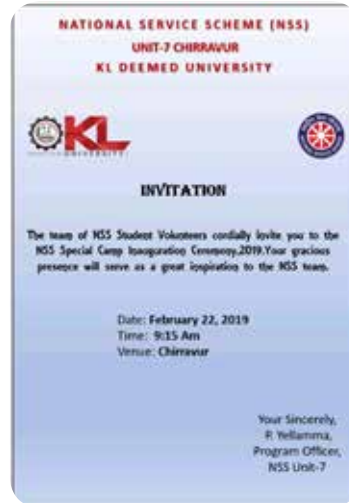 NATIONAL SERVICE SCHEME (NSS)
UNIT-7 CHIRRAVUR
KL DEEMED UNIVERSITY
KL
UNIVERSITY
INVITATION
The team of NSS Student Volunteers cordially invite you to the
NSS Special Camp Inauguration Ceremony,2019.Your gracious
presence will serve as a great inspiration to the NSS team.
Date: February 22, 2019
Time: 9:15 Am
Venue: Chirravur
Your Sincerely,
P. Yellamma,
Program Officer,
NSS Unit-7